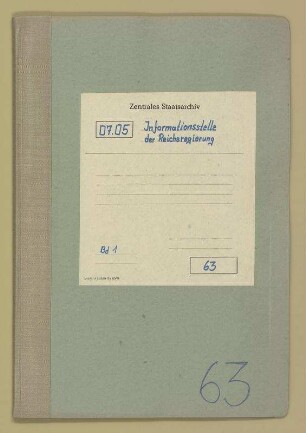 Zentrales Staatsarchiv
07.05
Informationsstelle
der Reichsregierung
Bd 1
63
63